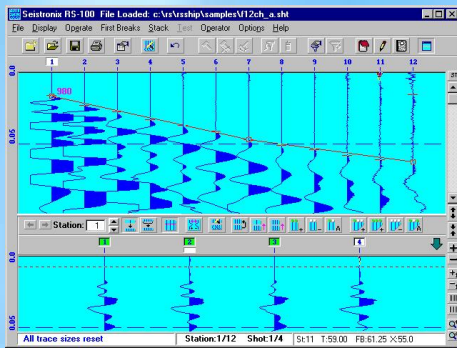 Seistronix RS-100 File Loaded: c:\rs\rsship\samples\f12ch_a.sht
File Display Operate First Breaks Stack Test Operator Options Help
1 2 3 4 5 6 7 8 9 10 11 12
0.0
900
0.05
Station: 1
1 2 3 4
0.0
0.05
All trace sizes reset Station:1/12 Shot:1/4 St:11 T:59.00 FB:61.25 X:55.0